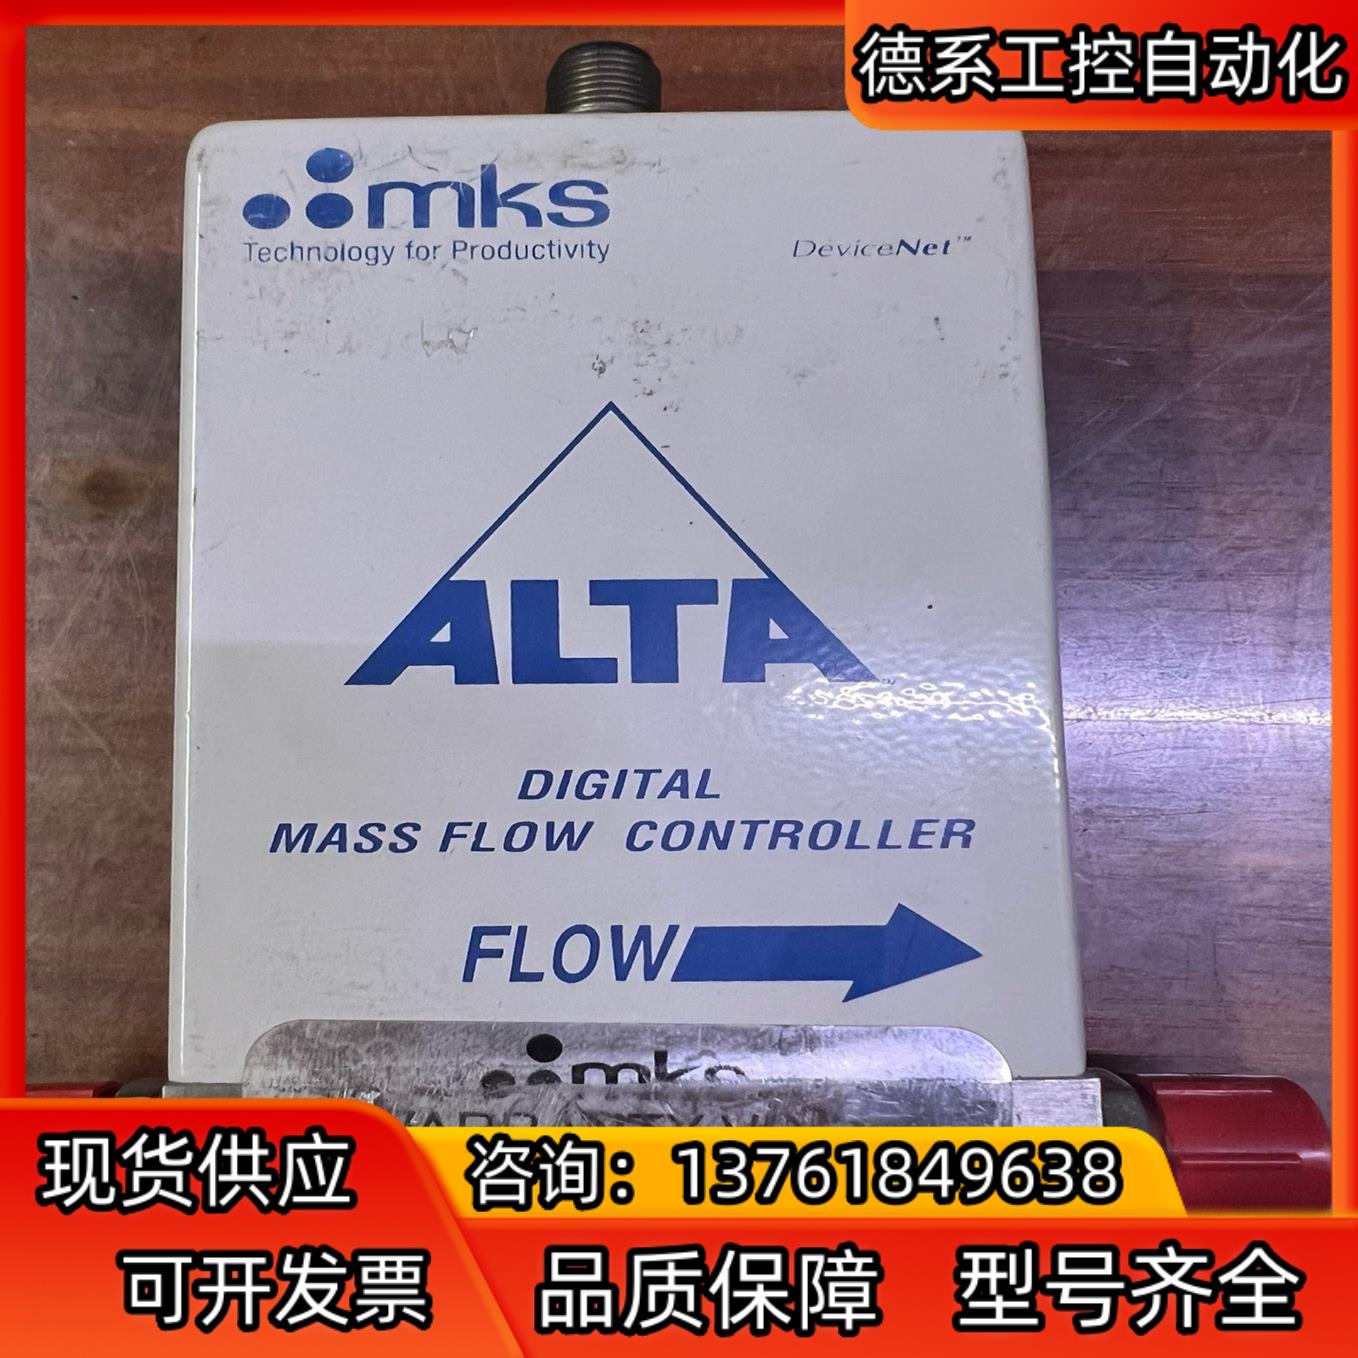 德系工控自动化
mks
Technology for Productivity
DeviceNet™
ALTA
DIGITAL
MASS FLOW CONTROLLER
FLOW
mks
现货供应
咨询：13761849638
可开发票
品质保障
型号齐全